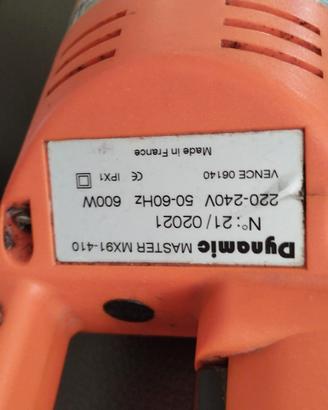 Dynamic MASTER MX91-410
N°: 21 / 02021
220-240V 50-60Hz 600W
VENCE 06140 CE IPX1
Made in France